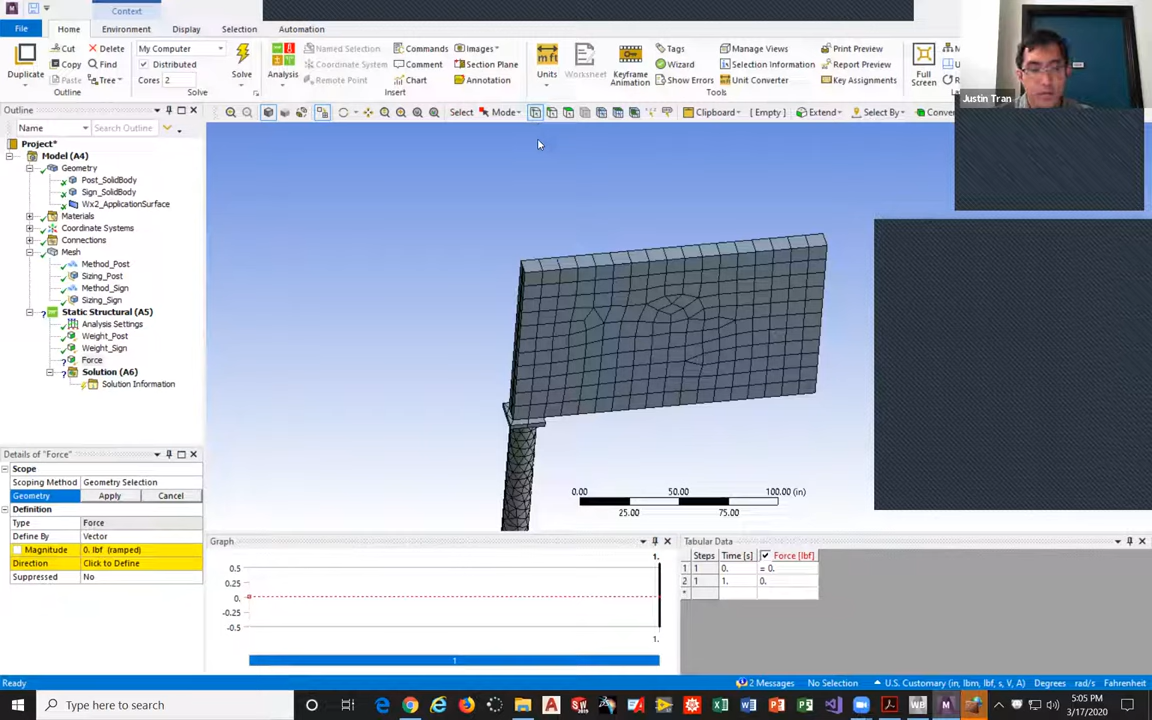 Context
File Home Environment Display Selection Automation
Duplicate
Cut Delete
Copy Find
Paste Tree
Outline
My Computer
Distributed
Cores 2
Solve
Solve
Analysis
Named Selection
Coordinate System
Remote Point
Commands
Comment
Chart
Images
Section Plane
Annotation
Insert
Units
Worksheet
Keyframe
Animation
Tags
Wizard
Show Errors
Manage Views
Selection Information
Unit Converter
Print Preview
Report Preview
Key Assignments
Tools
Full
Screen
Justin Tran
Outline
Select Mode Clipboard [ Empty ] Extend Select By Conver
Name Search Outline
Project*
Model (A4)
Geometry
Post_SolidBody
Sign_SolidBody
Wx2_ApplicationSurface
Materials
Coordinate Systems
Connections
Mesh
Method_Post
Sizing_Post
Method_Sign
Sizing_Sign
Static Structural (A5)
Analysis Settings
Weight_Post
Weight_Sign
Force
Solution (A6)
Solution Information
Details of "Force"
Scope
Scoping Method Geometry Selection
Geometry Apply Cancel
Definition
Type Force
Define By Vector
Magnitude 0. lbf (ramped)
Direction Click to Define
Suppressed No
0.00 50.00 100.00 (in)
25.00 75.00
Graph
1.
0.5
0.25
0.
-0.25
-0.5
1.
1
Tabular Data
Steps Time [s] Force [lbf]
1 1 0. = 0.
2 1 1. 0.
*
Ready 2 Messages No Selection U.S. Customary (in, lbm, lbf, s, V, A) Degrees rad/s Fahrenheit
Type here to search
5:05 PM
3/17/2020